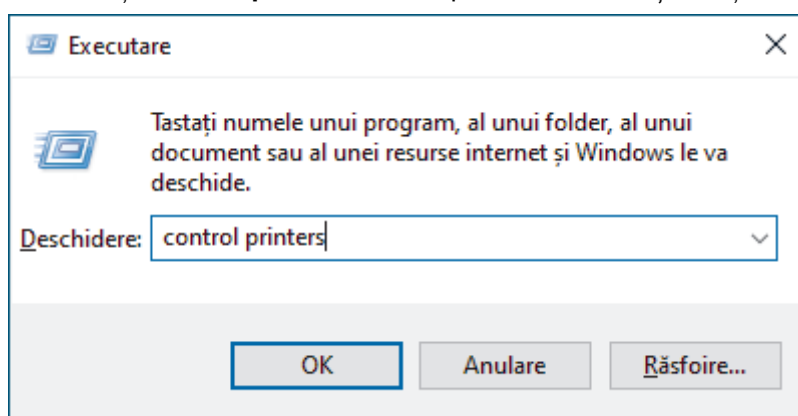 Executare
Tastați numele unui program, al unui folder, al unui
document sau al unei resurse internet și Windows le va
deschide.
Deschidere: control printers
OK Anulare Răsfoire...